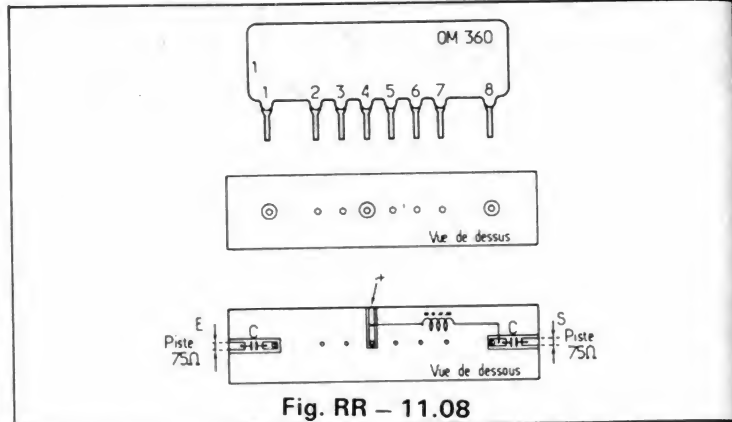 OM 360
1
1 2 3 4 5 6 7 8
Vue de dessus
+
E C C S
Piste 75Ω
Piste 75Ω
Vue de dessous
Fig. RR – 11.08